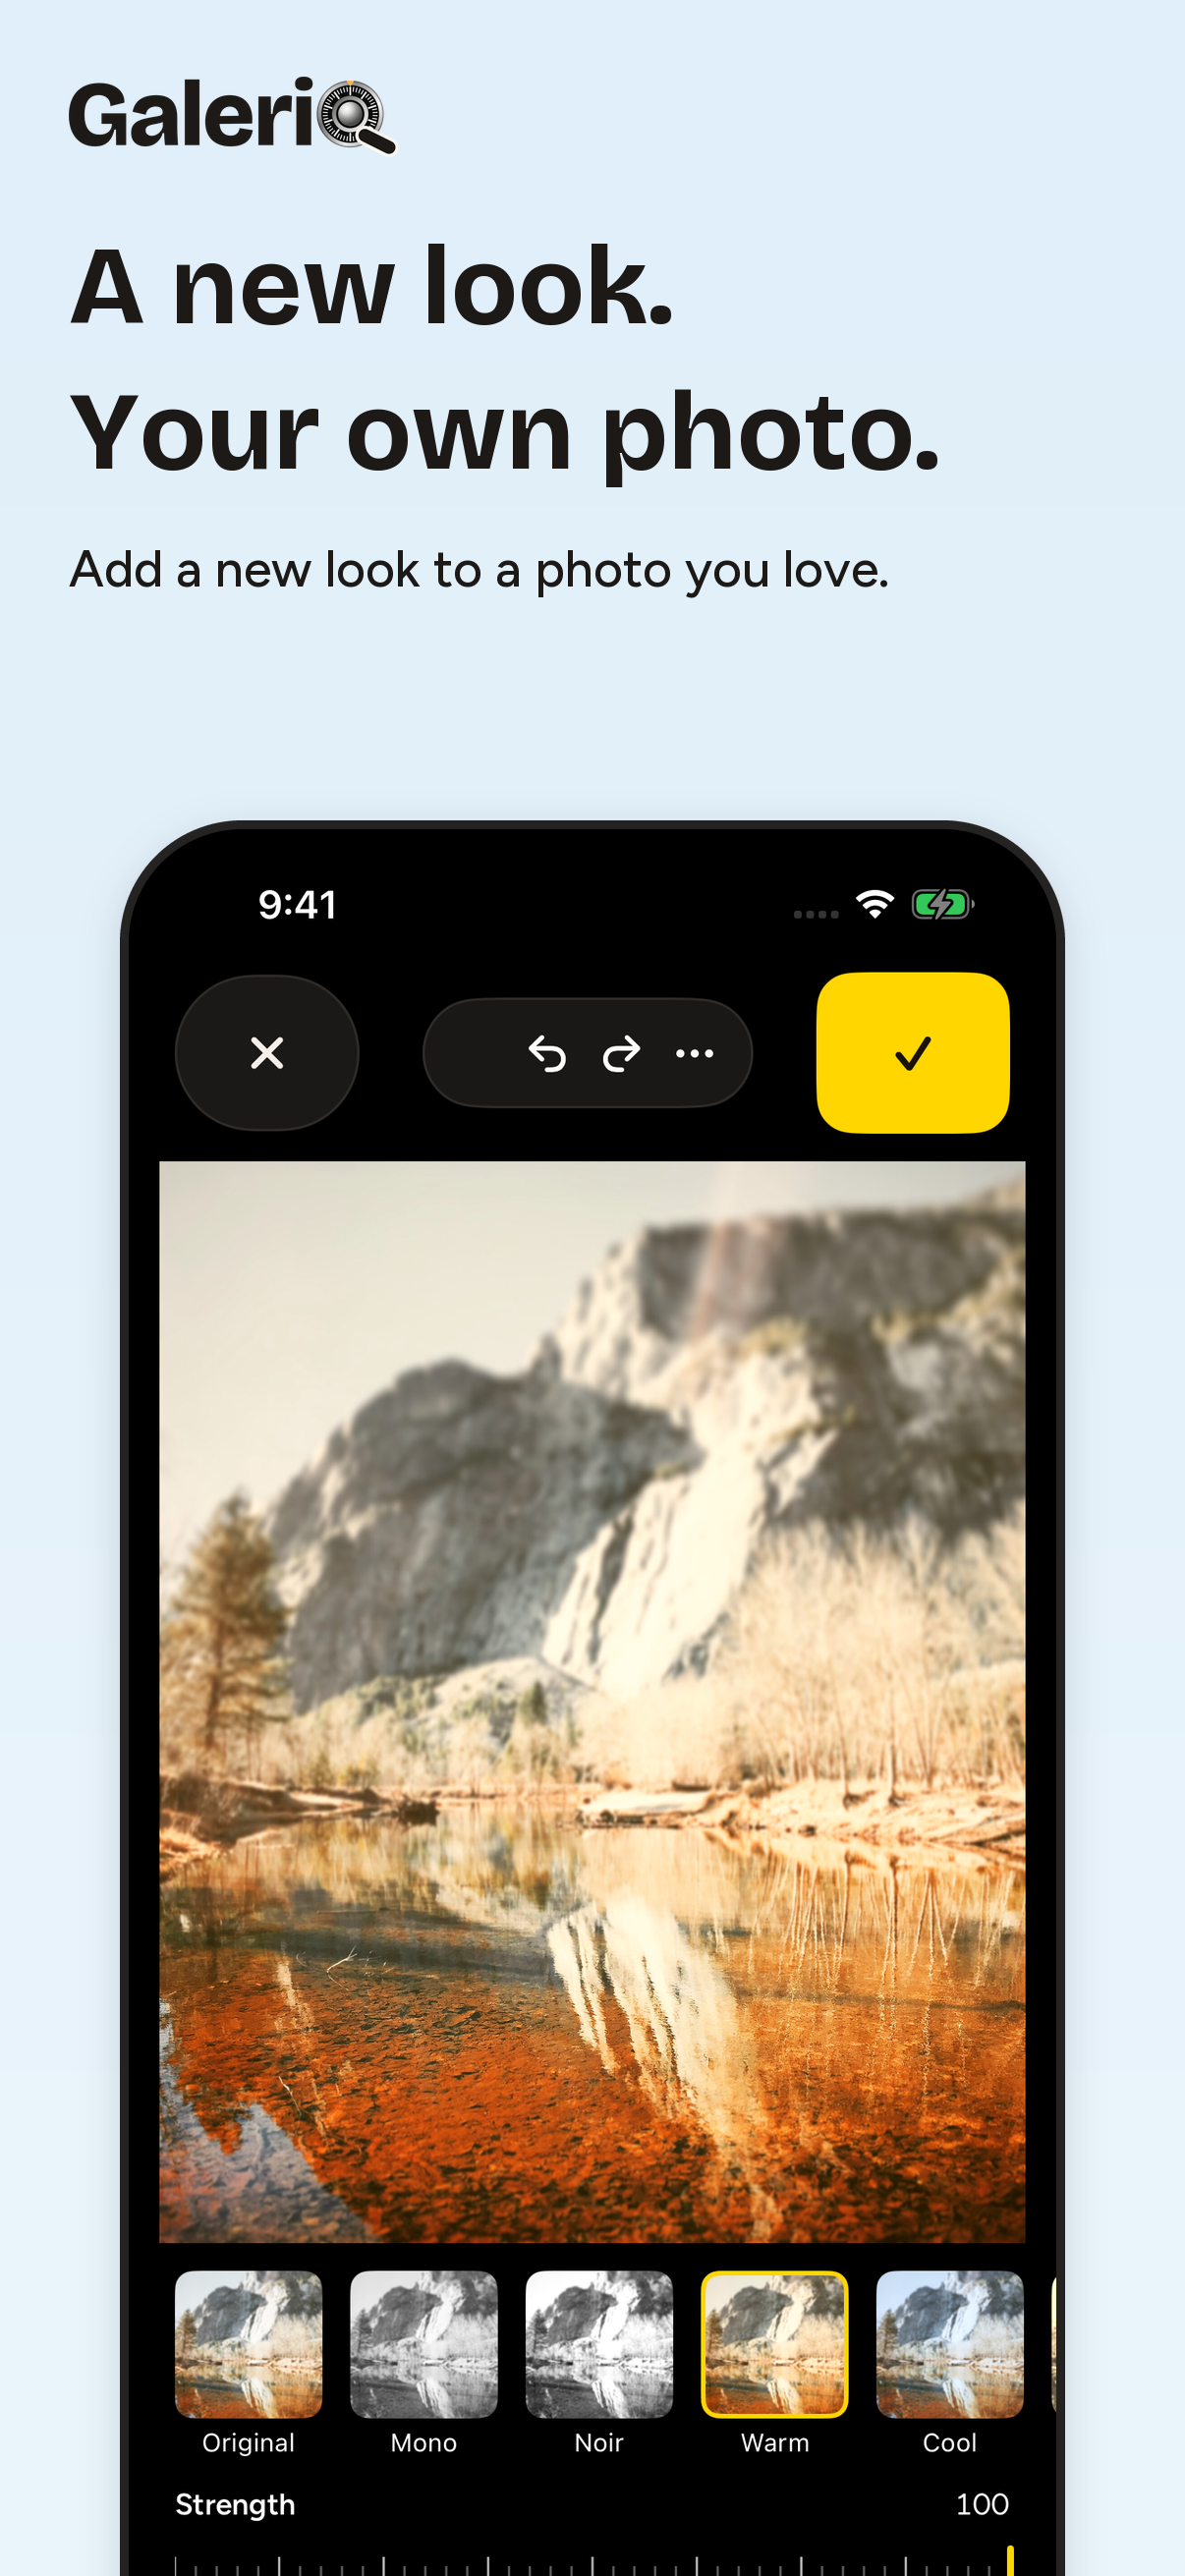 GaleriQ
A new look.
Your own photo.
Add a new look to a photo you love.
9:41
Original
Mono
Noir
Warm
Cool
Strength
100